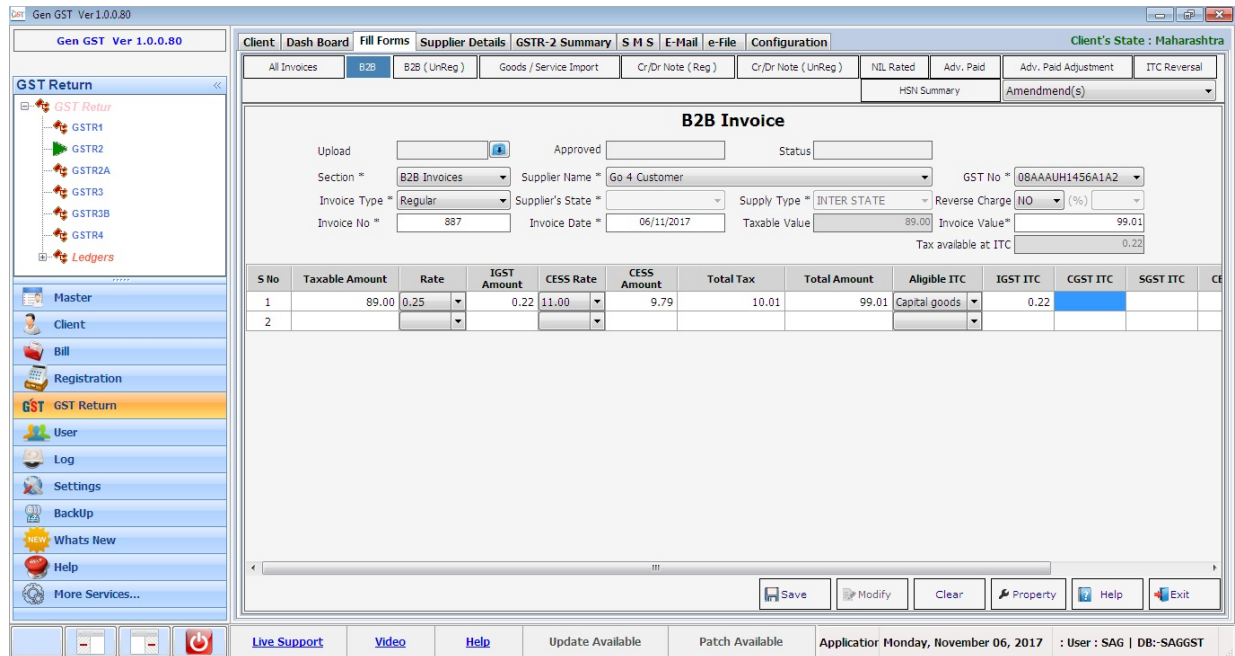 GST Gen GST Ver1.0.0.80
Gen GST Ver 1.0.0.80
Client Dash Board Fill Forms Supplier Details GSTR-2 Summary S M S E-Mail e-File Configuration Client's State : Maharashtra
All Invoices B2B B2B ( UnReg ) Goods / Service Import Cr/Dr Note ( Reg ) Cr/Dr Note ( UnReg ) NIL Rated Adv. Paid Adv. Paid Adjustment ITC Reversal
HSN Summary Amendmend(s)
GST Return «
GST Retur
GSTR1
GSTR2
GSTR2A
GSTR3
GSTR3B
GSTR4
Ledgers
Master
Client
Bill
Registration
GST GST Return
User
Log
Settings
BackUp
NEW Whats New
Help
More Services...
B2B Invoice
Upload Approved Status
Section * B2B Invoices Supplier Name * Go 4 Customer GST No * 08AAAUH1456A1A2
Invoice Type * Regular Supplier's State * Supply Type * INTER STATE Reverse Charge NO (%)
Invoice No * 887 Invoice Date * 06/11/2017 Taxable Value 89.00 Invoice Value* 99.01
Tax available at ITC 0.22
S No Taxable Amount Rate IGST Amount CESS Rate CESS Amount Total Tax Total Amount Aligible ITC IGST ITC CGST ITC SGST ITC CE
1 89.00 0.25 0.22 11.00 9.79 10.01 99.01 Capital goods 0.22
2
Save Modify Clear Property Help Exit
Live Support Video Help Update Available Patch Available Application Monday, November 06, 2017 : User : SAG | DB:-SAGGST